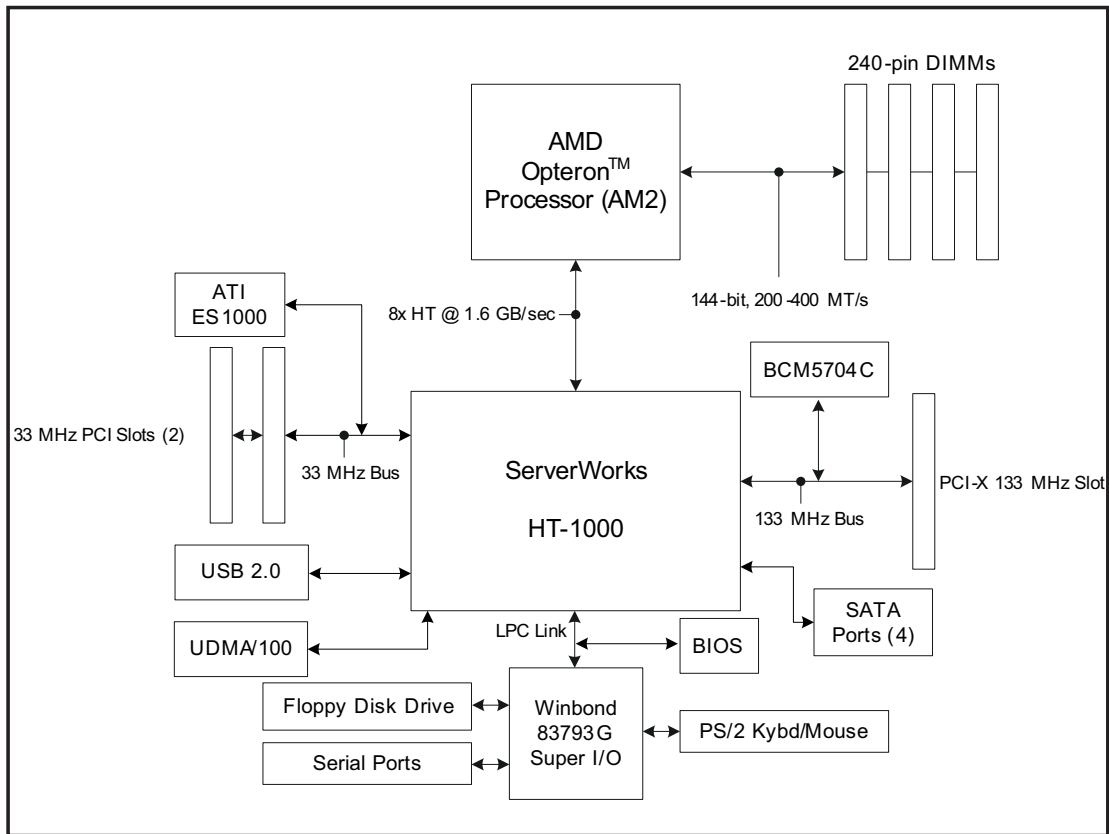 240-pin DIMMs
AMD
Opteron™
Processor (AM2)
144-bit, 200-400 MT/s
ATI
ES1000
8x HT @ 1.6 GB/sec
BCM5704C
33 MHz PCI Slots (2)
33 MHz Bus
ServerWorks
HT-1000
133 MHz Bus
PCI-X 133 MHz Slot
USB 2.0
UDMA/100
LPC Link
BIOS
SATA
Ports (4)
Floppy Disk Drive
Serial Ports
Winbond
83793G
Super I/O
PS/2 Kybd/Mouse